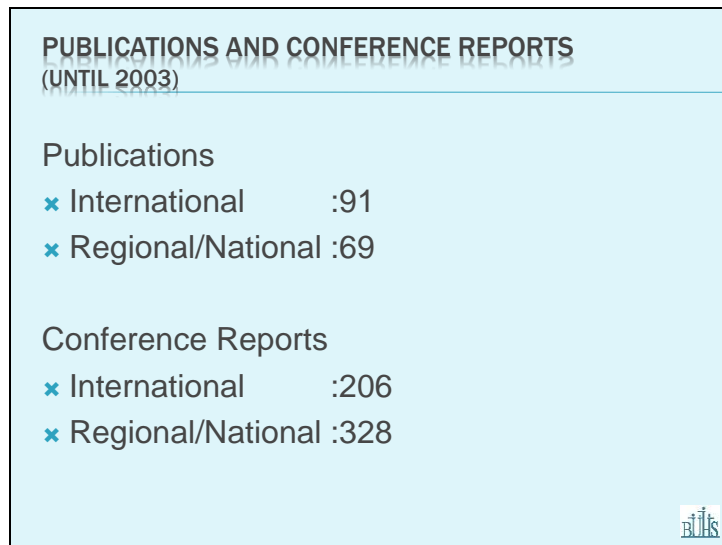 PUBLICATIONS AND CONFERENCE REPORTS
(UNTIL 2003)
Publications
International :91
Regional/National :69
Conference Reports
International :206
Regional/National :328
BUHS